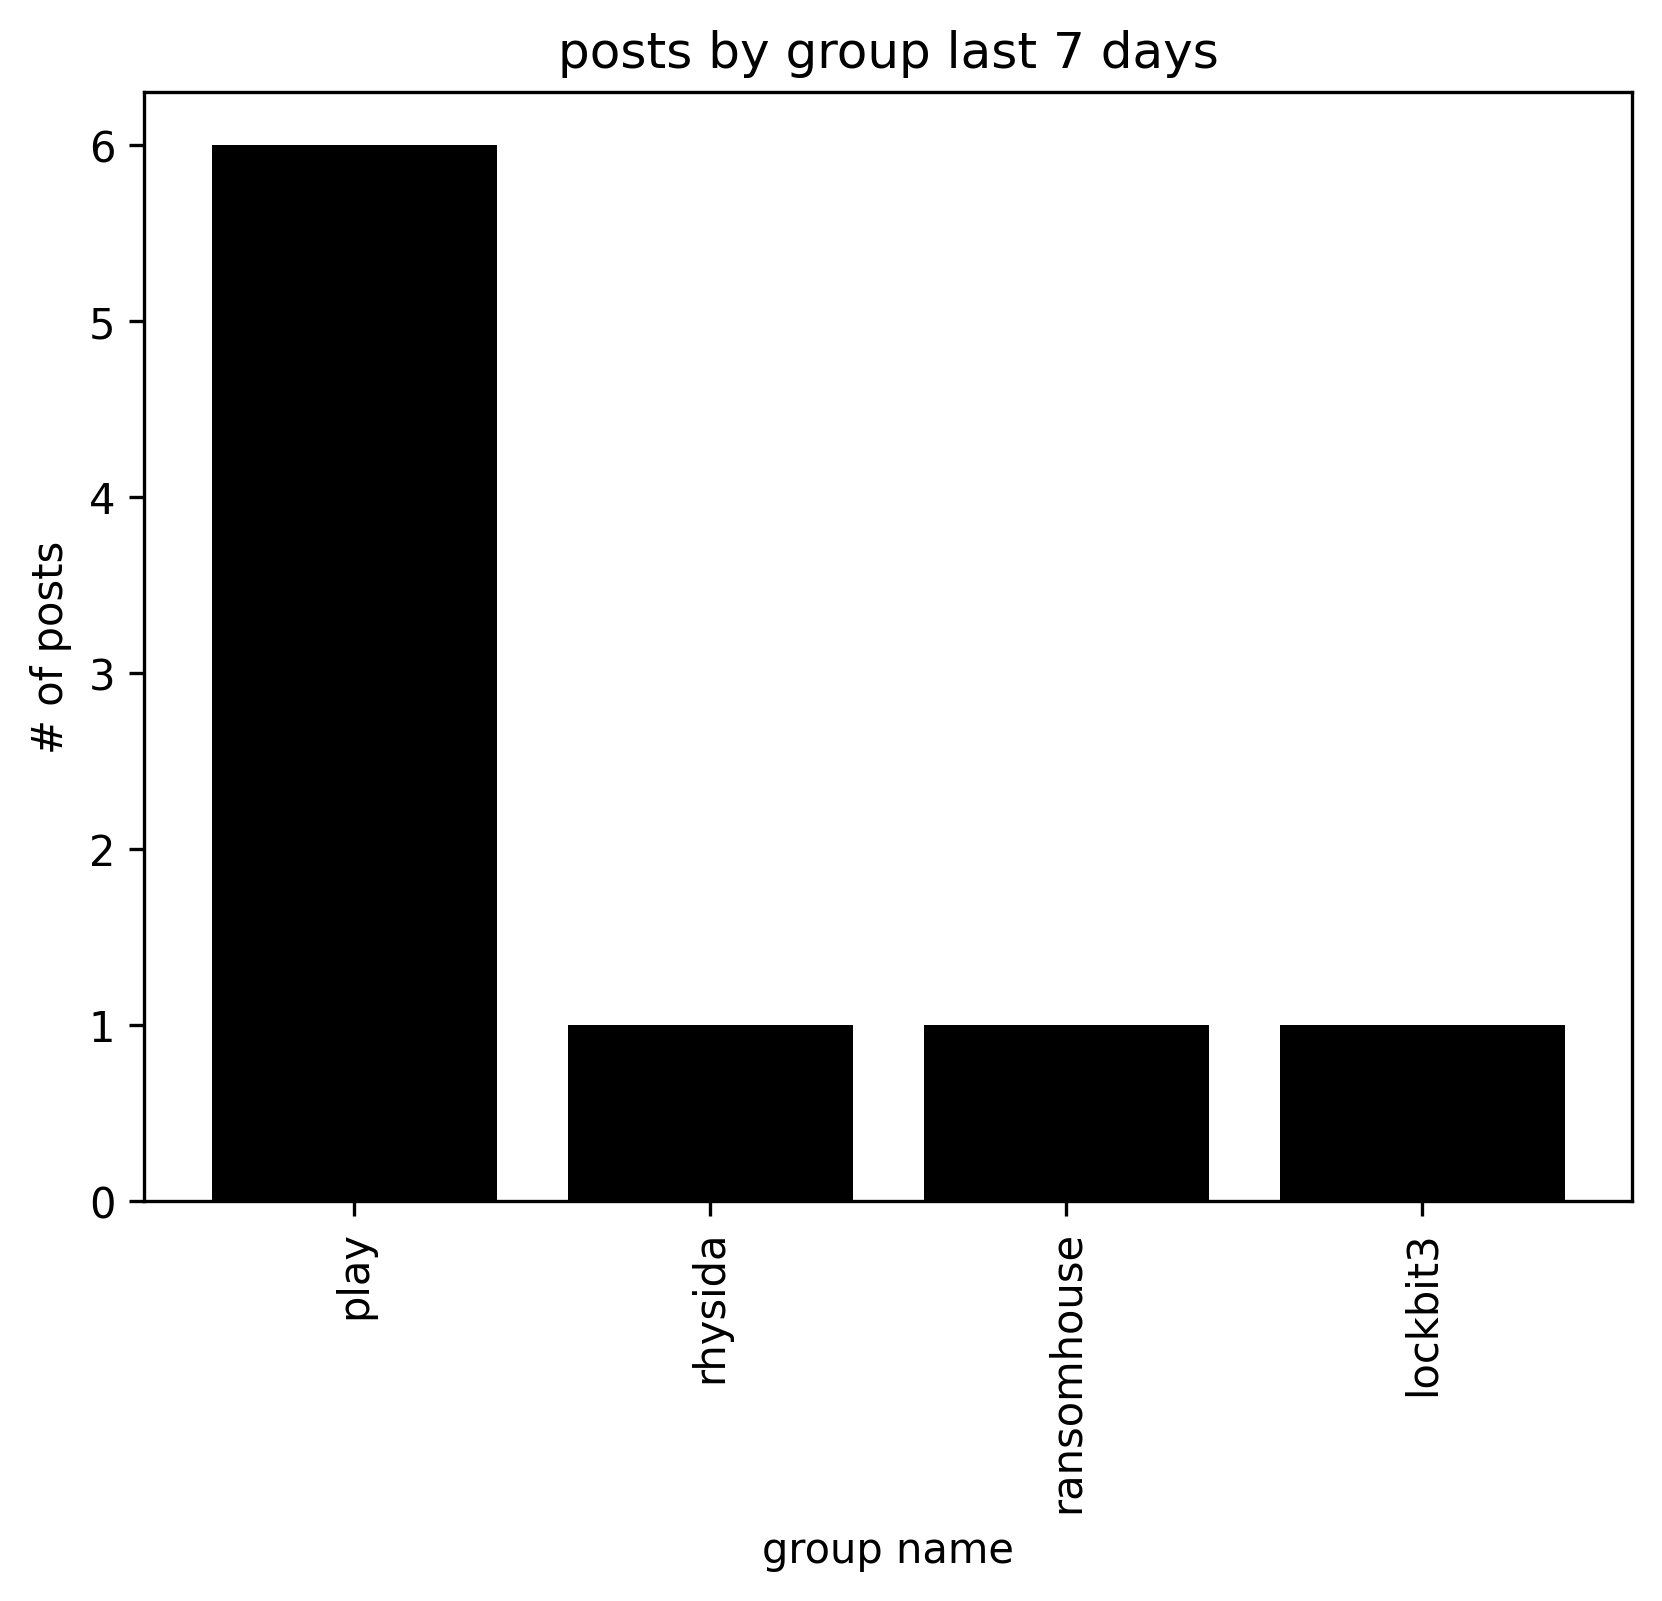 posts by group last 7 days
6
5
4
3
2
1
0
# of posts
play
rhysida
ransomhouse
lockbit3
group name